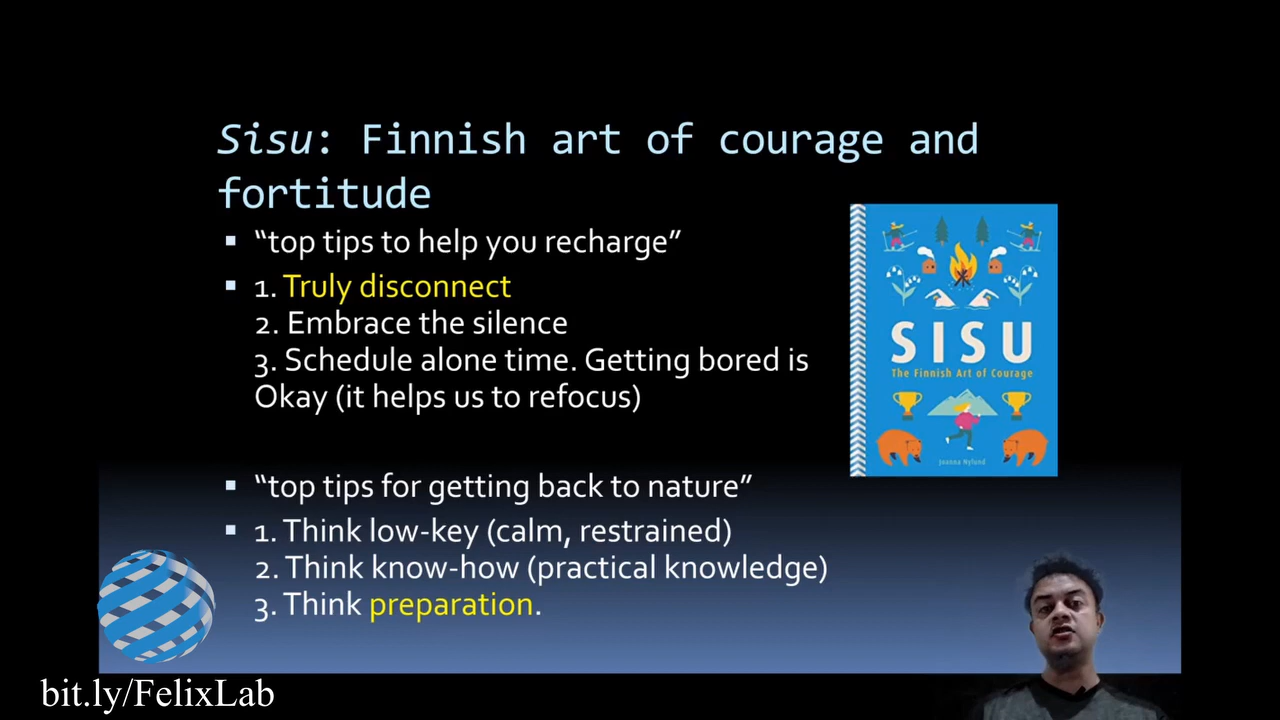 Sisu: Finnish art of courage and
fortitude
“top tips to help you recharge”
1. Truly disconnect
2. Embrace the silence
3. Schedule alone time. Getting bored is
Okay (it helps us to refocus)
SISU
The Finnish Art of Courage
Joanna Nylund
“top tips for getting back to nature”
1. Think low-key (calm, restrained)
2. Think know-how (practical knowledge)
3. Think preparation.
bit.ly/FelixLab